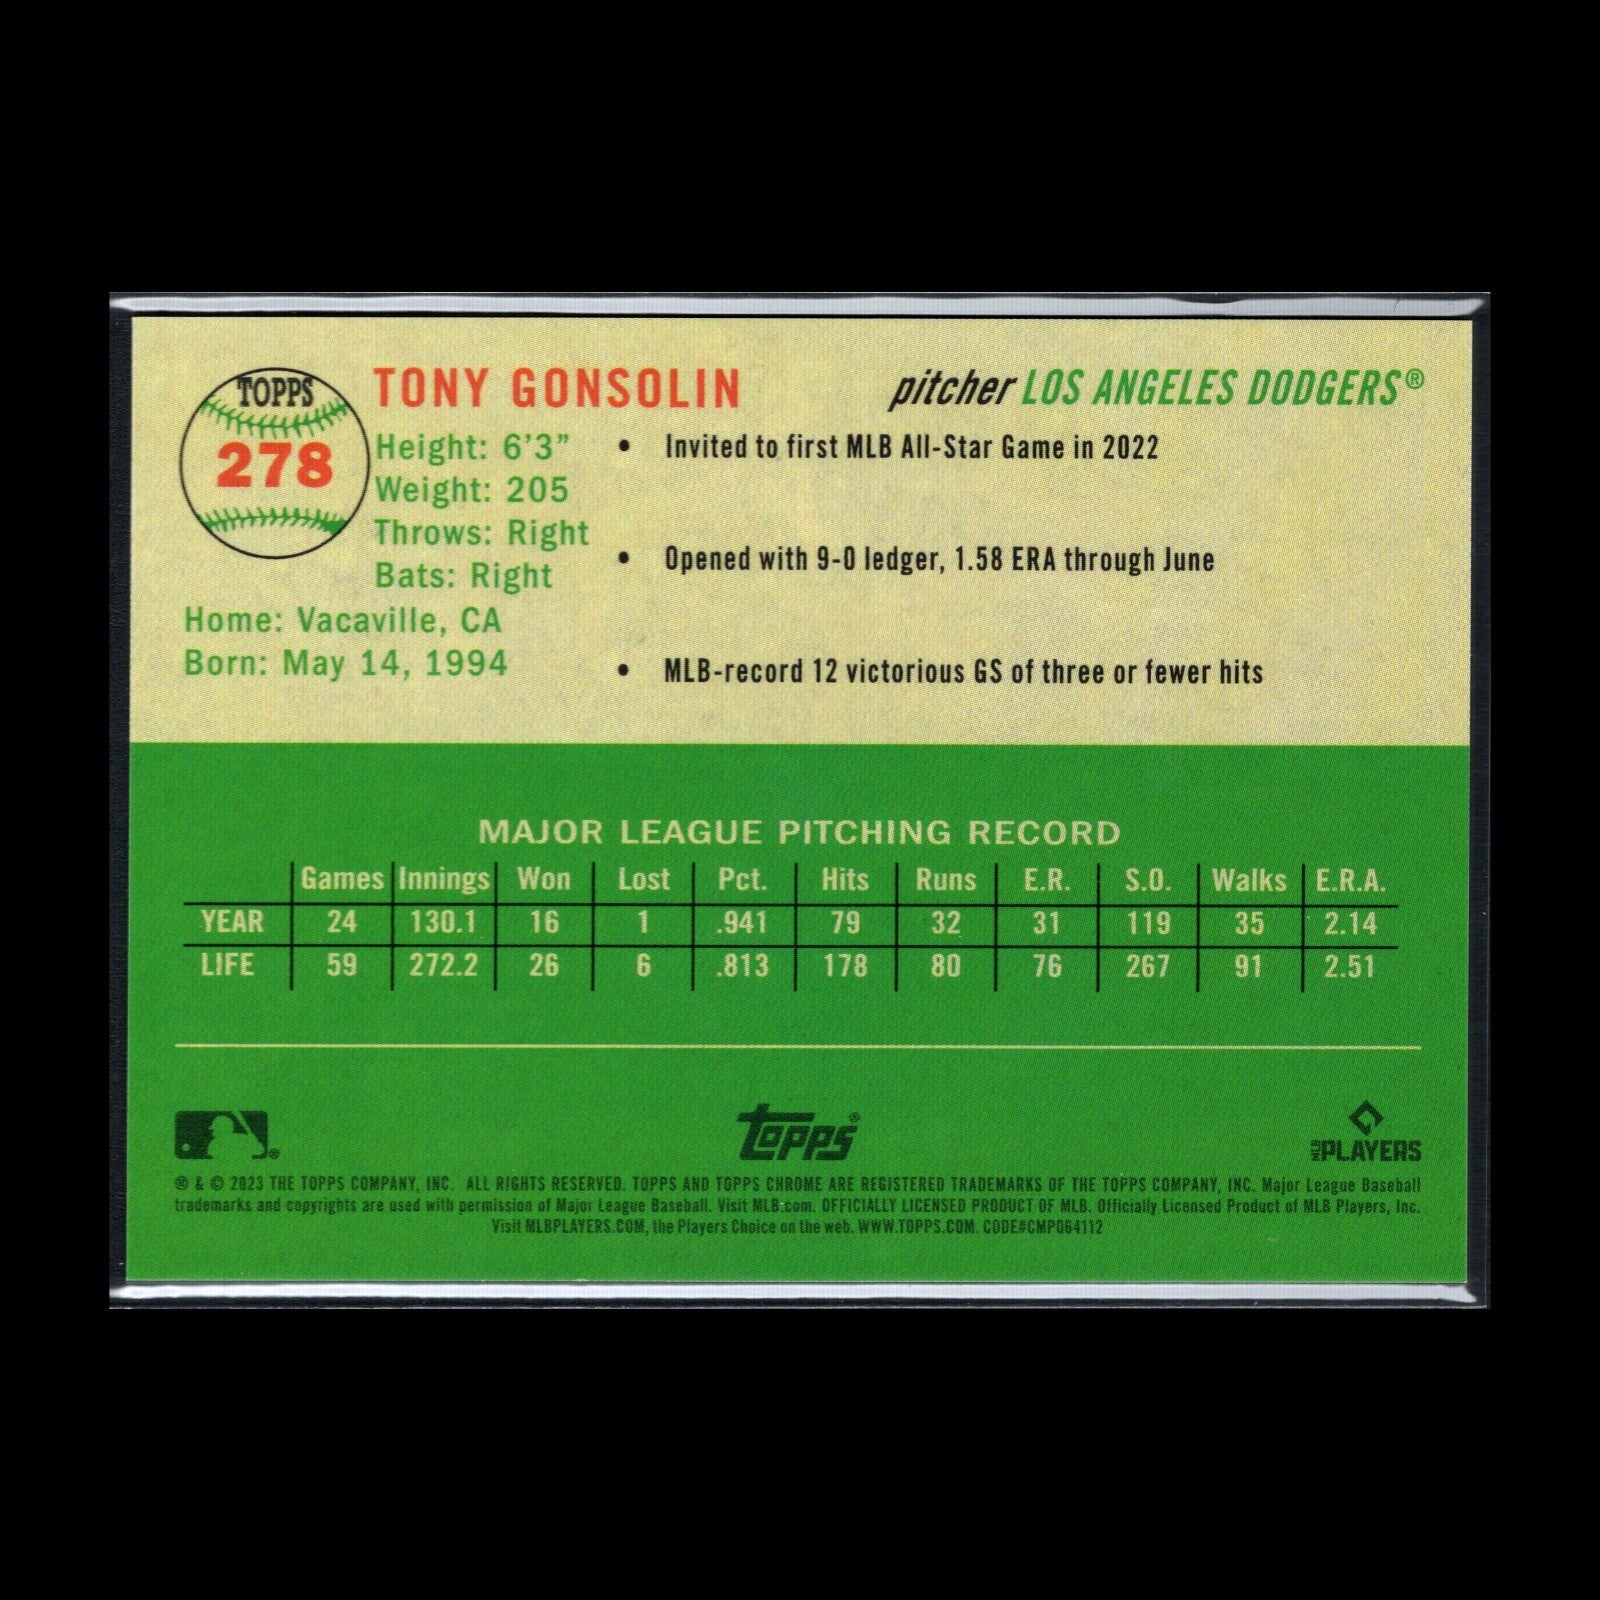 TOPPS
278
TONY GONSOLIN
pitcher LOS ANGELES DODGERS®
Height: 6'3"
Weight: 205
Throws: Right
Bats: Right
Home: Vacaville, CA
Born: May 14, 1994
• Invited to first MLB All-Star Game in 2022
• Opened with 9-0 ledger, 1.58 ERA through June
• MLB-record 12 victorious GS of three or fewer hits
MAJOR LEAGUE PITCHING RECORD
Games Innings Won Lost Pct. Hits Runs E.R. S.O. Walks E.R.A.
YEAR 24 130.1 16 1 .941 79 32 31 119 35 2.14
LIFE 59 272.2 26 6 .813 178 80 76 267 91 2.51
®
Topps®
MLB PLAYERS
® & © 2023 THE TOPPS COMPANY, INC. ALL RIGHTS RESERVED. TOPPS AND TOPPS CHROME ARE REGISTERED TRADEMARKS OF THE TOPPS COMPANY, INC. Major League Baseball
trademarks and copyrights are used with permission of Major League Baseball. Visit MLB.com. OFFICIALLY LICENSED PRODUCT OF MLB. Officially Licensed Product of MLB Players, Inc.
Visit MLBPLAYERS.COM, the Players Choice on the web. WWW.TOPPS.COM. CODE#CMP064112